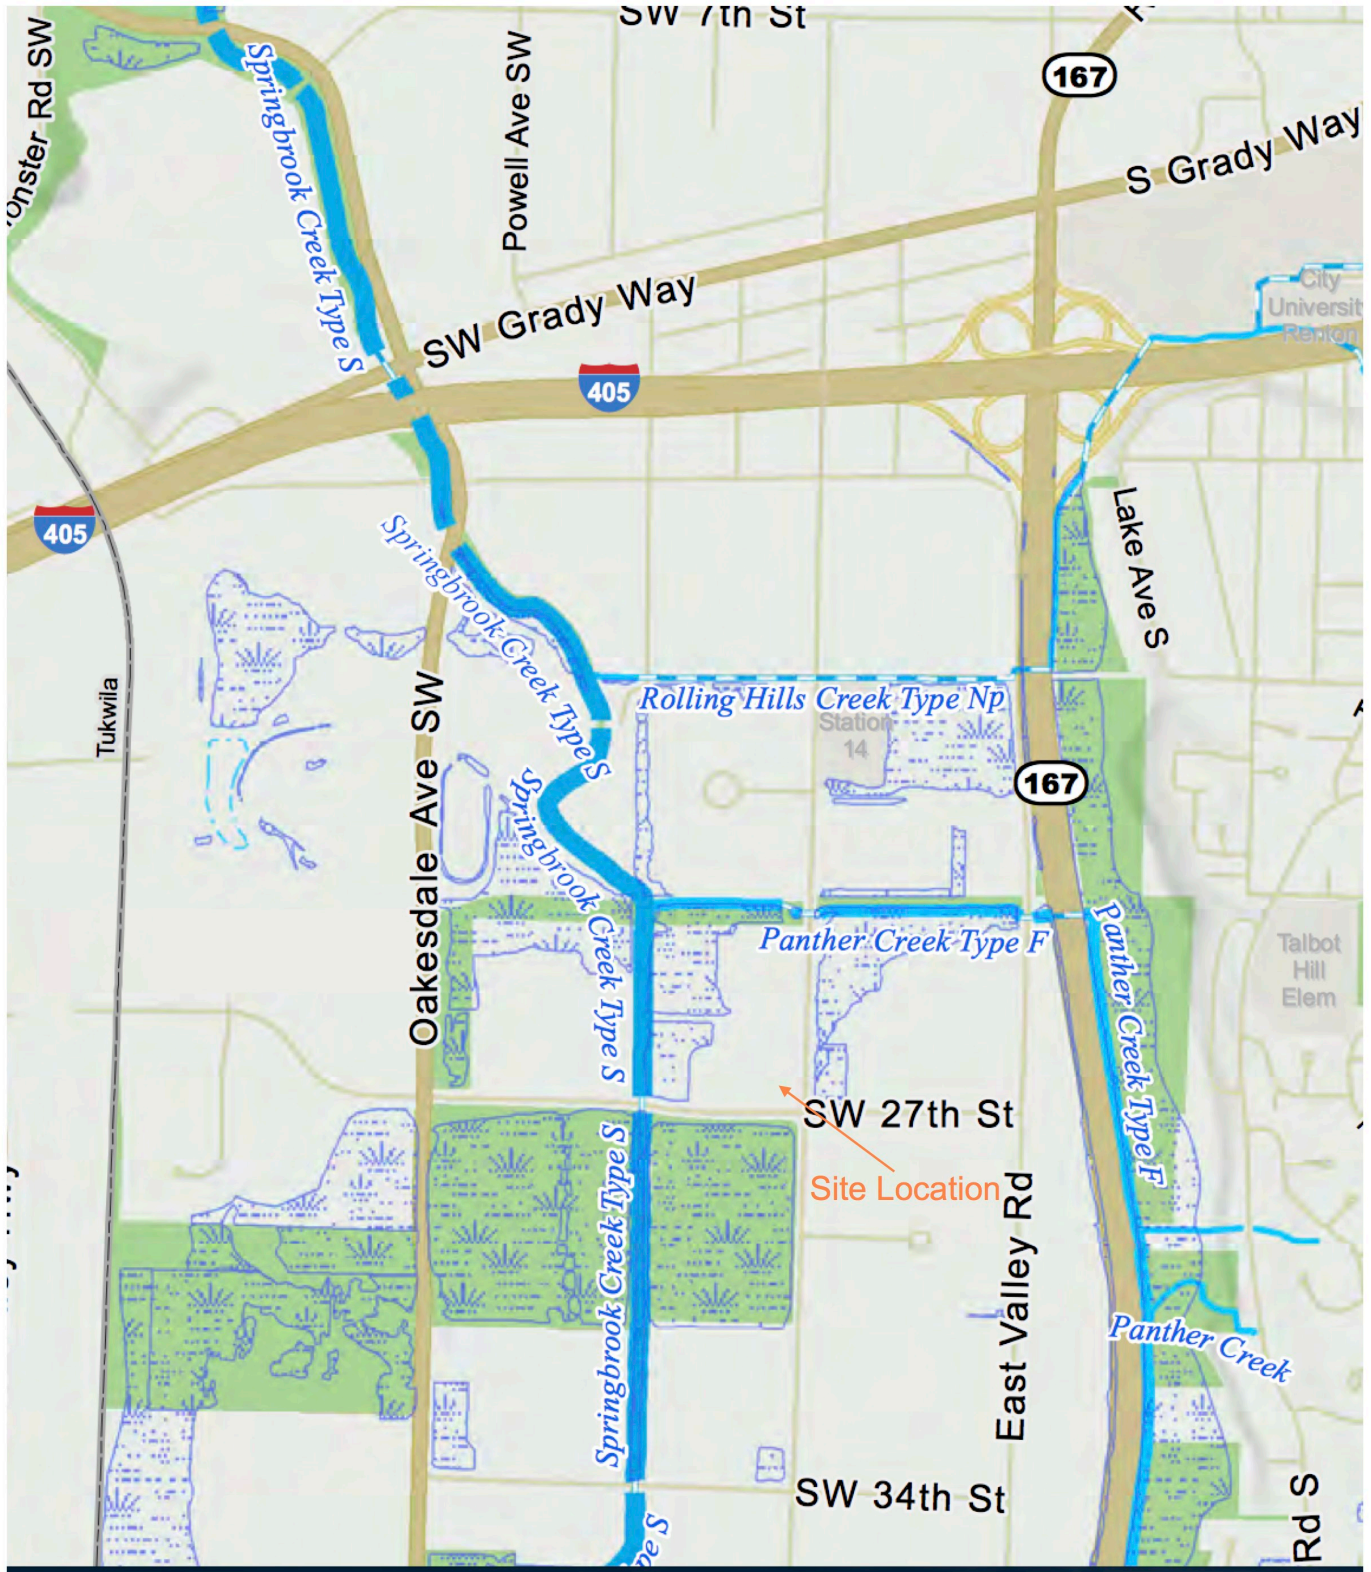 SW 7th St
167
Springbrook Creek Type S
Powell Ave SW
onster Rd SW
S Grady Way
City
Universit
Renton
SW Grady Way
405
405
Lake Ave S
Springbrook Creek Type S
Tukwila
Rolling Hills Creek Type Np
Station
14
167
Oakesdale Ave SW
Springbrook Creek Type S
Panther Creek Type F
Talbot
Hill
Elem
Panther Creek Type F
SW 27th St
Site Location
Springbrook Creek Type S
East Valley Rd
Panther Creek
SW 34th St
Rd S
pe S